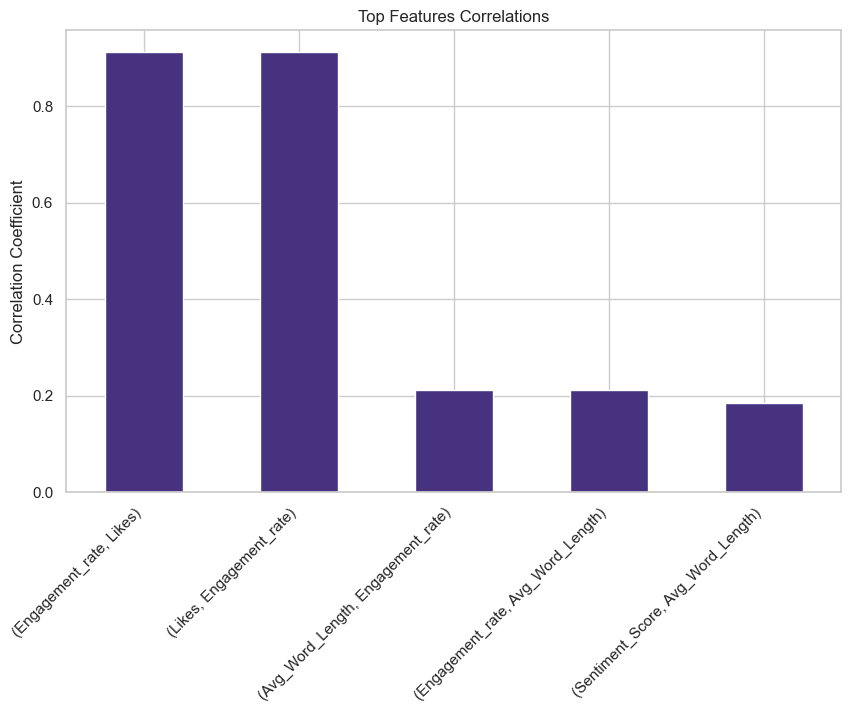 Top Features Correlations
Correlation Coefficient
0.8
0.6
0.4
0.2
0.0
(Engagement_rate, Likes)
(Likes, Engagement_rate)
(Avg_Word_Length, Engagement_rate)
(Engagement_rate, Avg_Word_Length)
(Sentiment_Score, Avg_Word_Length)